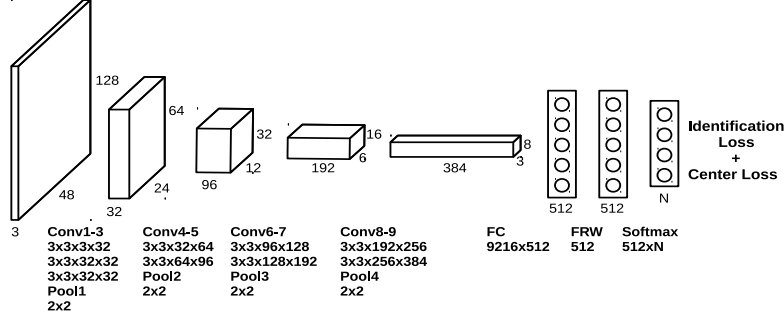 128
48
3
64
24
32
32
12
96
16
6
192
8
3
384
512
512
N
Identification
Loss
+
Center Loss
Conv1-3
3x3x3x32
3x3x32x32
3x3x32x32
Pool1
2x2
Conv4-5
3x3x32x64
3x3x64x96
Pool2
2x2
Conv6-7
3x3x96x128
3x3x128x192
Pool3
2x2
Conv8-9
3x3x192x256
3x3x256x384
Pool4
2x2
FC
9216x512
FRW
512
Softmax
512xN